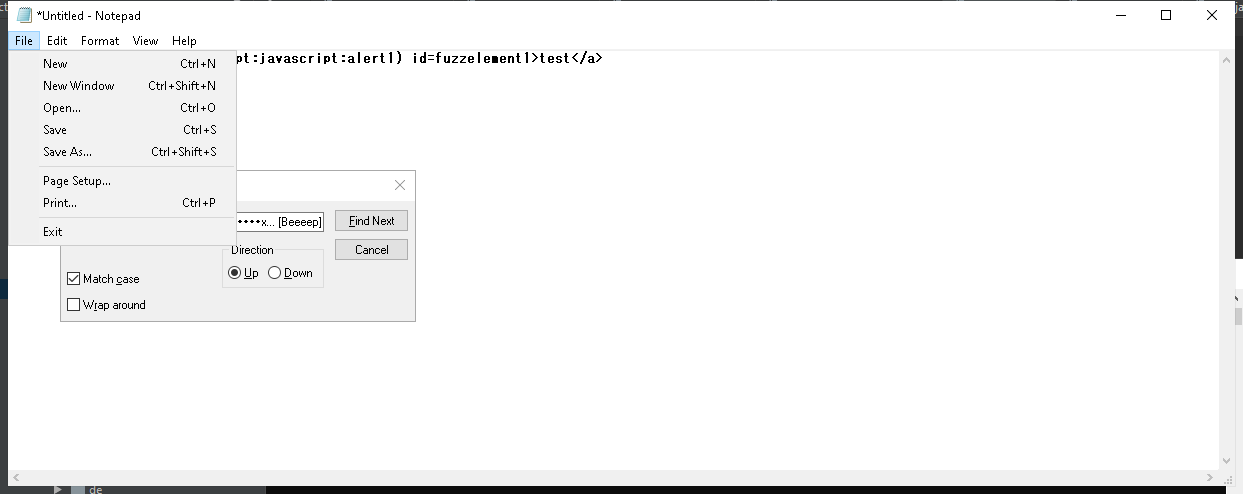 *Untitled - Notepad
File Edit Format View Help
pt:javascript:alert1) id=fuzzelement1>test</a>
New Ctrl+N
New Window Ctrl+Shift+N
Open... Ctrl+O
Save Ctrl+S
Save As... Ctrl+Shift+S
Page Setup...
Print... Ctrl+P
Exit
••••x... [Beeeep]
Find Next
Cancel
Direction
Up Down
Match case
Wrap around
de